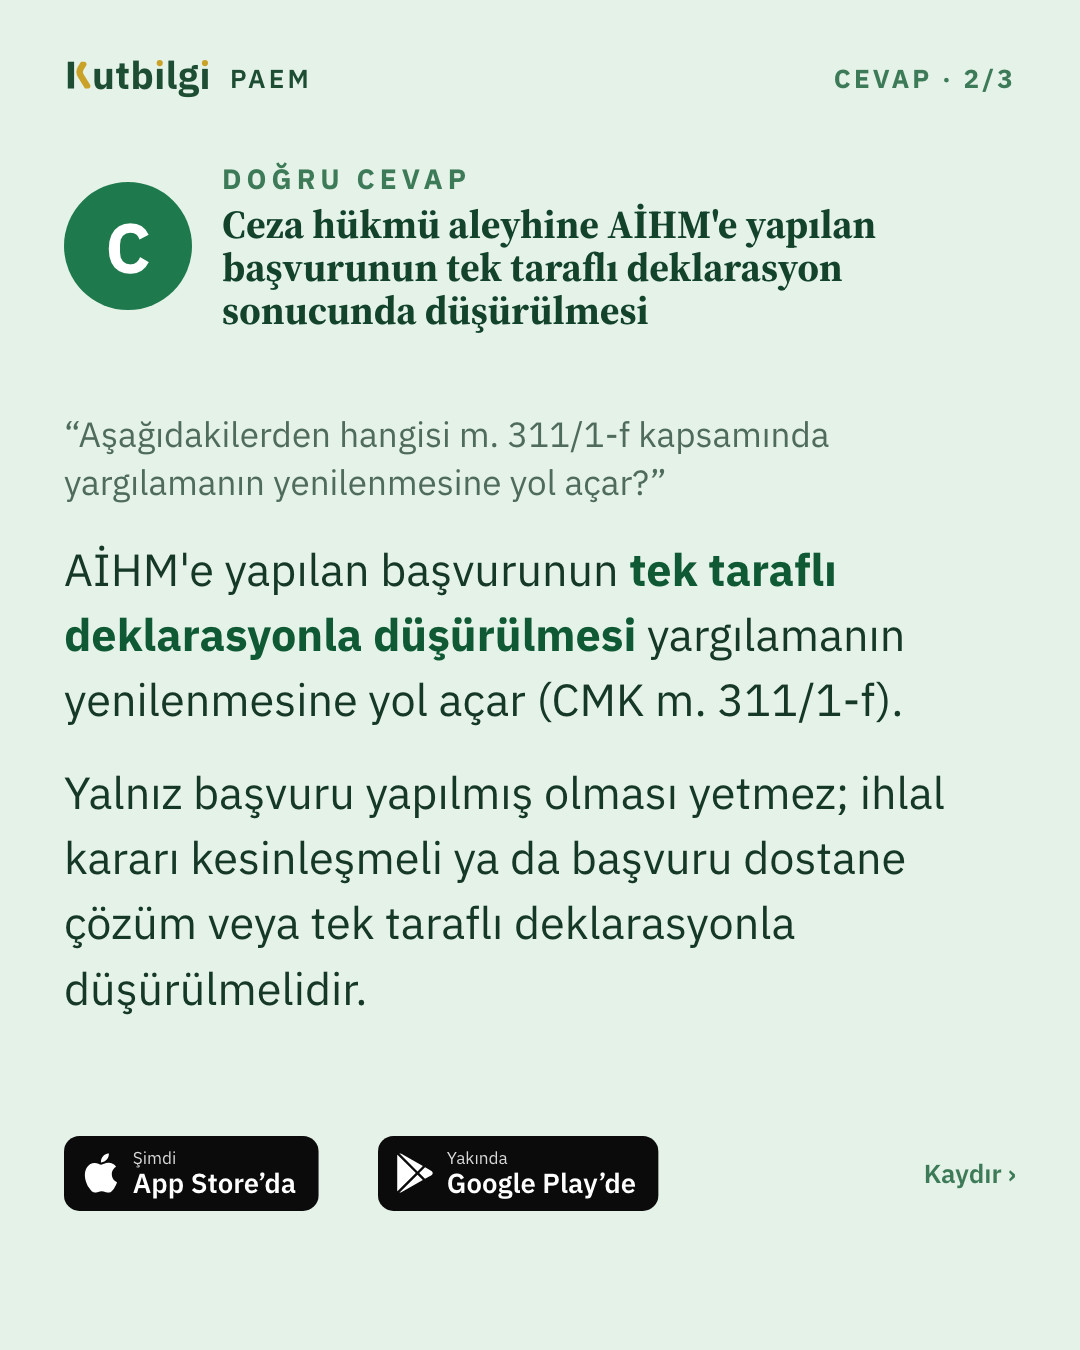 Kutbilgi PAEM
CEVAP · 2/3
C
DOĞRU CEVAP
Ceza hükmü aleyhine AİHM'e yapılan
başvurunun tek taraflı deklarasyon
sonucunda düşürülmesi
“Aşağıdakilerden hangisi m. 311/1-f kapsamında
yargılamanın yenilenmesine yol açar?”
AİHM'e yapılan başvurunun tek taraflı
deklarasyonla düşürülmesi yargılamanın
yenilenmesine yol açar (CMK m. 311/1-f).
Yalnız başvuru yapılmış olması yetmez; ihlal
kararı kesinleşmeli ya da başvuru dostane
çözüm veya tek taraflı deklarasyonla
düşürülmelidir.
Şimdi
App Store’da
Yakında
Google Play’de
Kaydır ›